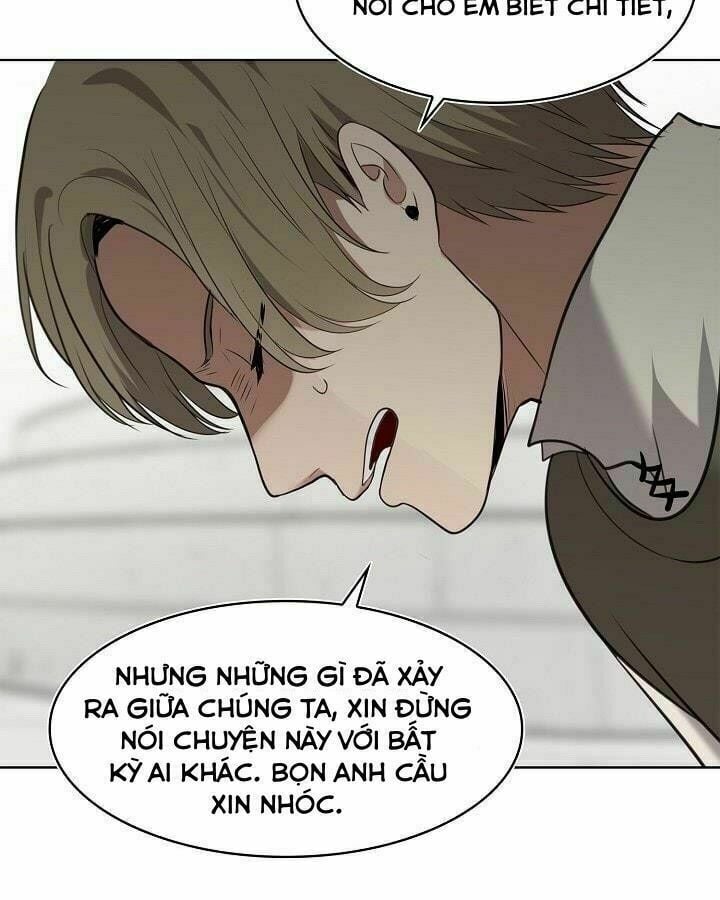 NÓI CHO EM BIẾT CHI TIẾT,
NHƯNG NHỮNG GÌ ĐÃ XẢY
RA GIỮA CHÚNG TA, XIN ĐỪNG
NÓI CHUYỆN NÀY VỚI BẤT
KỲ AI KHÁC. BỌN ANH CẦU
XIN NHÓC.